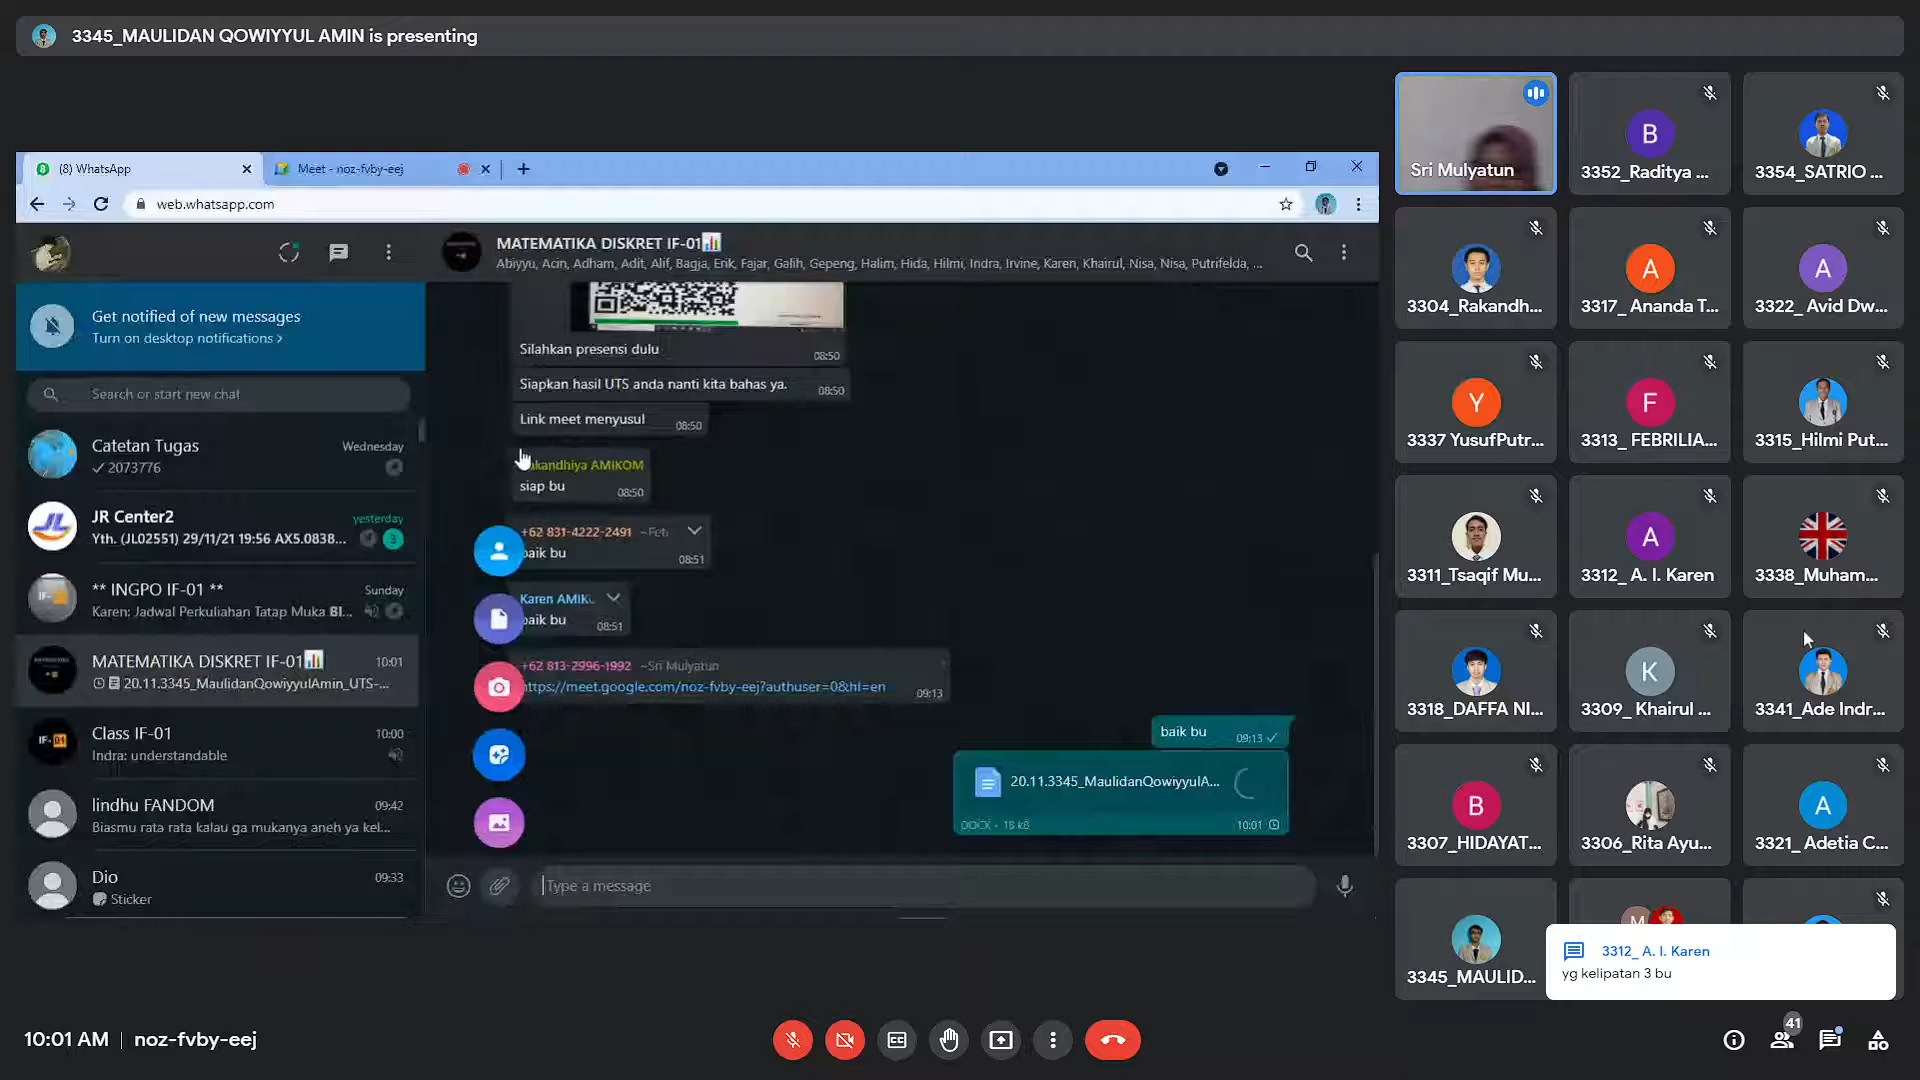 3345_MAULIDAN QOWIYYUL AMIN is presenting
(8) WhatsApp
Meet - noz-fvby-eej
web.whatsapp.com
MATEMATIKA DISKRET IF-01📊
Abiyyu, Acin, Adham, Adit, Alif, Bagja, Erik, Fajar, Galih, Gepeng, Halim, Hida, Hilmi, Indra, Irvine, Karen, Khairul, Nisa, Nisa, Putrifelda, ...
Get notified of new messages
Turn on desktop notifications >
Search or start new chat
Catetan Tugas
Wednesday
2073776
JR Center2
yesterday
Yth. (JL02551) 29/11/21 19:56 AX5.0838...
3
** INGPO IF-01 **
Sunday
Karen: Jadwal Perkuliahan Tatap Muka BI...
MATEMATIKA DISKRET IF-01📊
10:01
20.11.3345_MaulidanQowiyyulAmin_UTS-...
Class IF-01
10:00
Indra: understandable
lindhu FANDOM
09:42
Biasmu rata rata kalau ga mukanya aneh ya kel...
Dio
09:33
Sticker
Silahkan presensi dulu
08:50
Siapkan hasil UTS anda nanti kita bahas ya.
08:50
Link meet menyusul
08:50
akandhiya AMIKOM
siap bu
08:50
+62 831-4222-2491
baik bu
08:51
Karen AMIK
baik bu
08:51
+62 813-2996-1992 ~Sri Mulyatun
https://meet.google.com/noz-fvby-eej?authuser=0&hl=en
09:13
baik bu
09:13
20.11.3345_MaulidanQowiyyulA...
DOCX • 18 kB
10:01
Type a message
Sri Mulyatun
B
3352_Raditya ...
3354_SATRIO ...
3304_Rakandh...
A
3317_ Ananda T...
A
3322_ Avid Dw...
Y
3337 YusufPutr...
F
3313_ FEBRILIA...
3315_Hilmi Put...
3311_Tsaqif Mu...
A
3312_ A. I. Karen
3338_Muham...
3318_DAFFA NI...
K
3309_ Khairul ...
3341_Ade Indr...
B
3307_HIDAYAT...
3306_Rita Ayu...
A
3321_ Adetia C...
3345_MAULID...
M
3312_ A. I. Karen
yg kelipatan 3 bu
10:01 AM | noz-fvby-eej
41